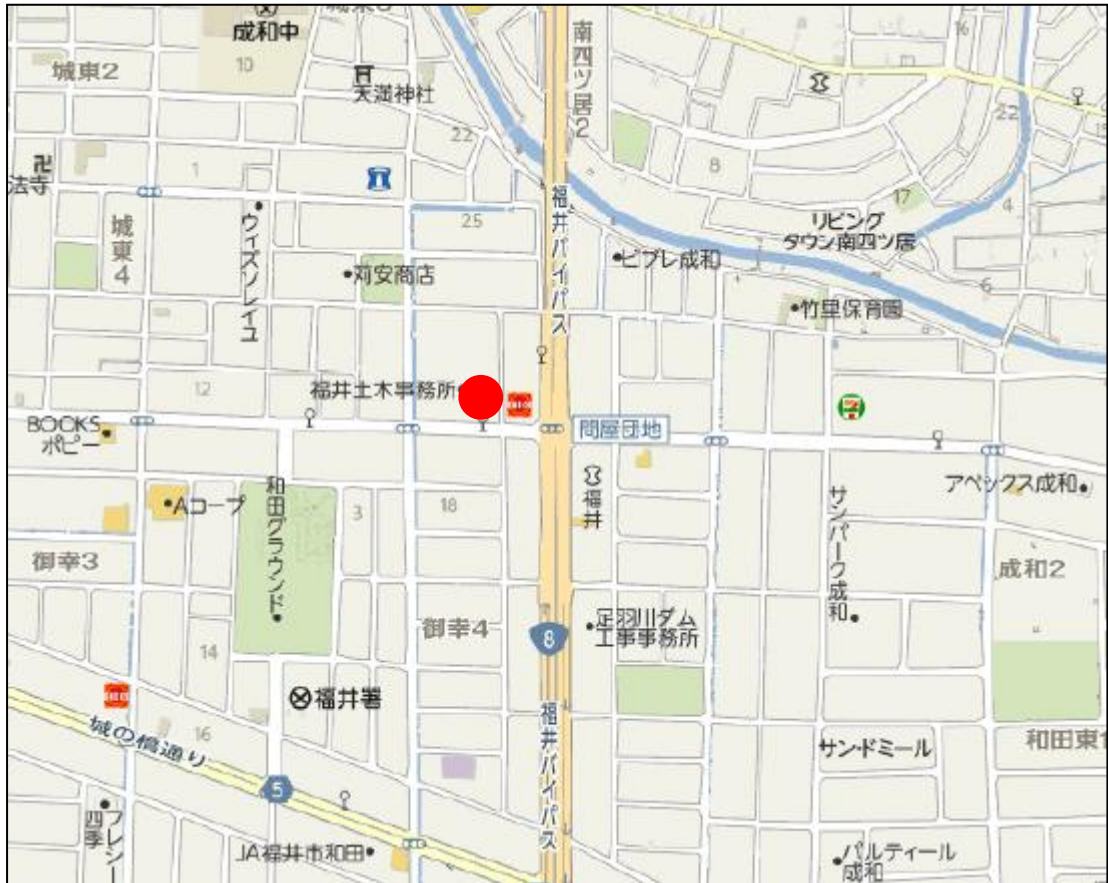 城東3
成和中
10
城東2
天満神社
南四ツ居2
16
22
22
15
8
1
卍
法寺
17
4
25
リビング
タウン南四ツ居
城東4
ウィズソレイユ
福井バイパス
ビブレ成和
苅安商店
6
竹里保育園
12
福井土木事務所
BOOKS
ポピー
問屋団地
アペックス成和
Aコープ
和田グラウンド
3
18
福井
サンパーク成和
御幸3
成和2
御幸4
足羽川ダム
工事事務所
8
14
福井署
城の橋通り
16
福井バイパス
サンドミール
和田東1
5
フレシー
四季
JA福井市和田
パルティール
成和